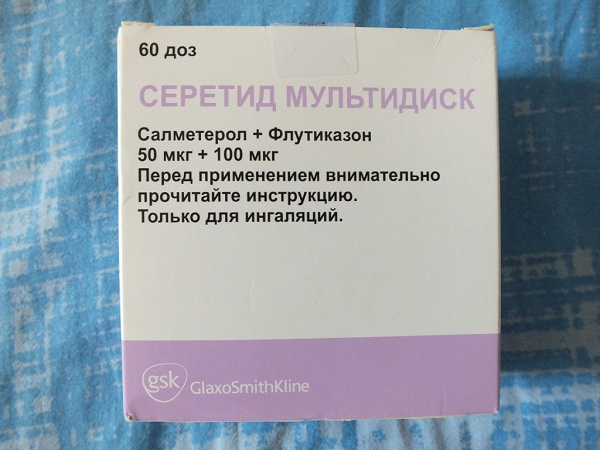 60 доз
СЕРЕТИД МУЛЬТИДИСК
Салметерол + Флутиказон
50 мкг + 100 мкг
Перед применением внимательно
прочитайте инструкцию.
Только для ингаляций.
gsk GlaxoSmithKline